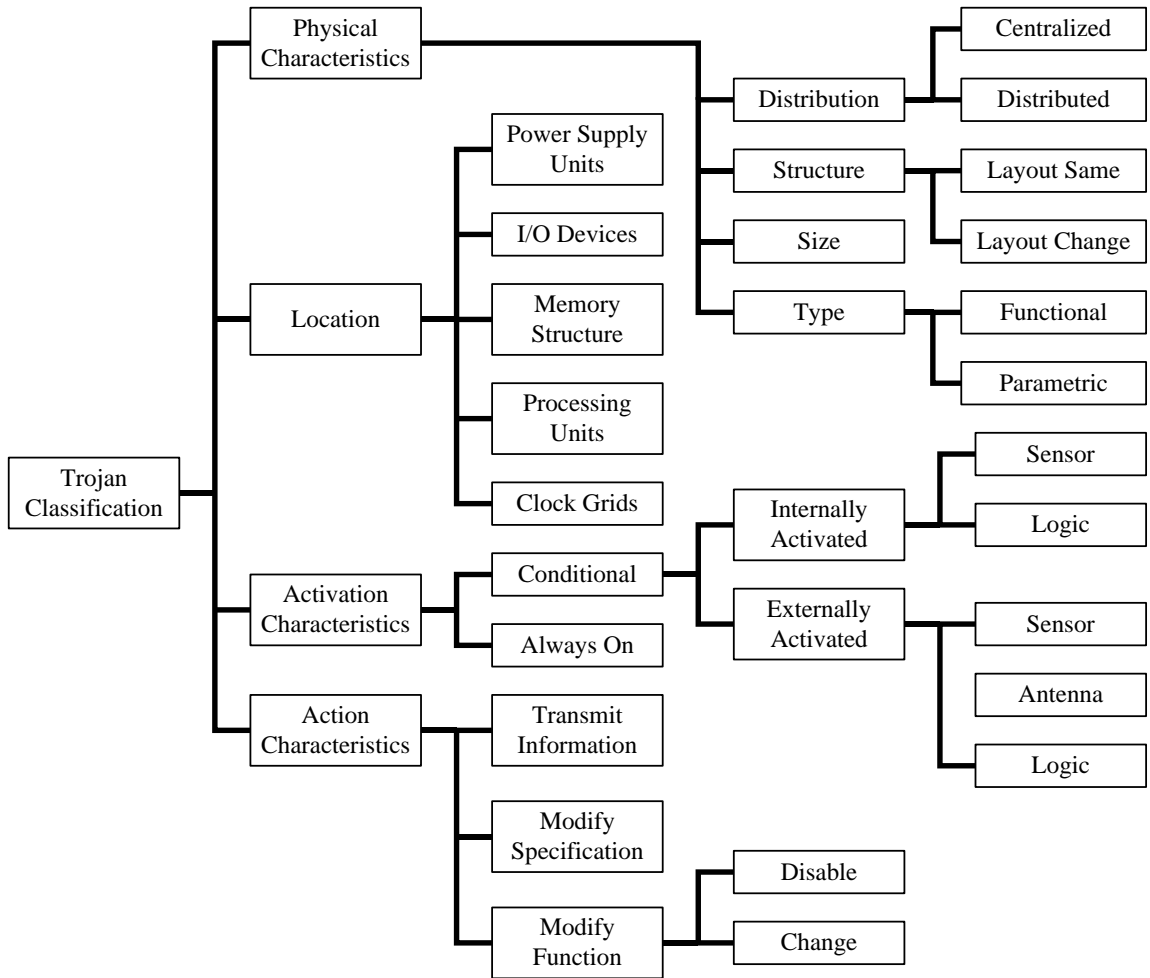 Physical
Characteristics
Centralized
Distribution
Distributed
Power Supply
Units
Structure
Layout Same
I/O Devices
Size
Layout Change
Location
Memory
Structure
Type
Functional
Parametric
Processing
Units
Trojan
Classification
Sensor
Clock Grids
Internally
Activated
Logic
Activation
Characteristics
Conditional
Externally
Activated
Sensor
Always On
Antenna
Action
Characteristics
Transmit
Information
Logic
Modify
Specification
Disable
Modify
Function
Change